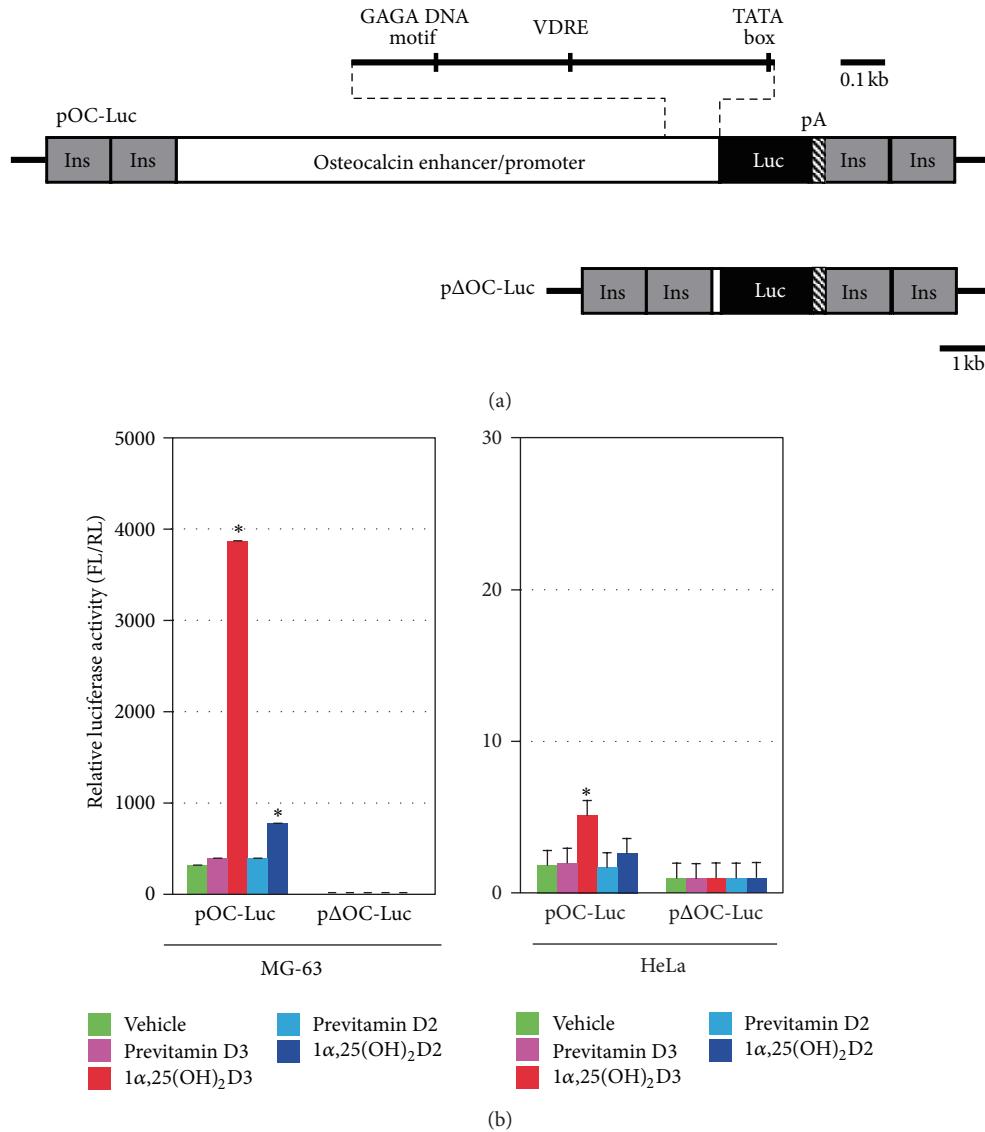 GAGA DNA
motif
VDRE
TATA
box
0.1 kb
pOC-Luc
pA
Ins Ins Osteocalcin enhancer/promoter Luc Ins Ins
pΔOC-Luc
Ins Ins Luc Ins Ins
1 kb
(a)
Relative luciferase activity (FL/RL)
5000
4000
3000
2000
1000
0
*
*
pOC-Luc pΔOC-Luc
MG-63
30
20
10
0
*
pOC-Luc pΔOC-Luc
HeLa
Vehicle
Previtamin D3
1α,25(OH)₂D3
Previtamin D2
1α,25(OH)₂D2
Vehicle
Previtamin D3
1α,25(OH)₂D3
Previtamin D2
1α,25(OH)₂D2
(b)